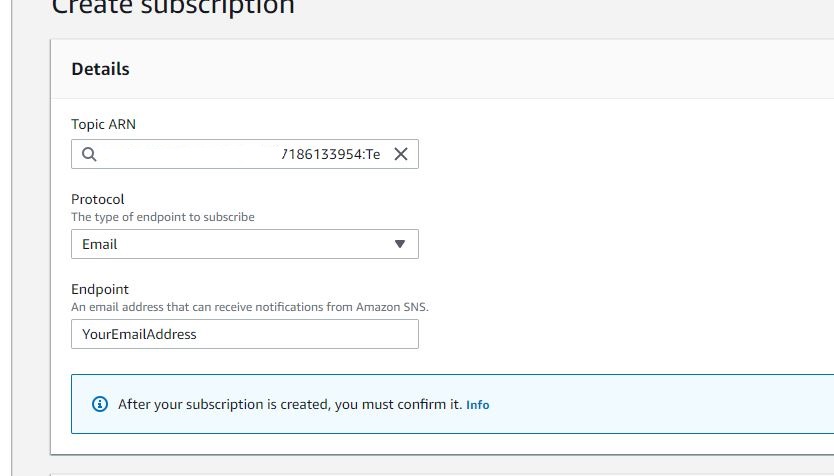 Create subscription
Details
Topic ARN
7186133954:Te
Protocol
The type of endpoint to subscribe
Email
Endpoint
An email address that can receive notifications from Amazon SNS.
YourEmailAddress
After your subscription is created, you must confirm it. Info